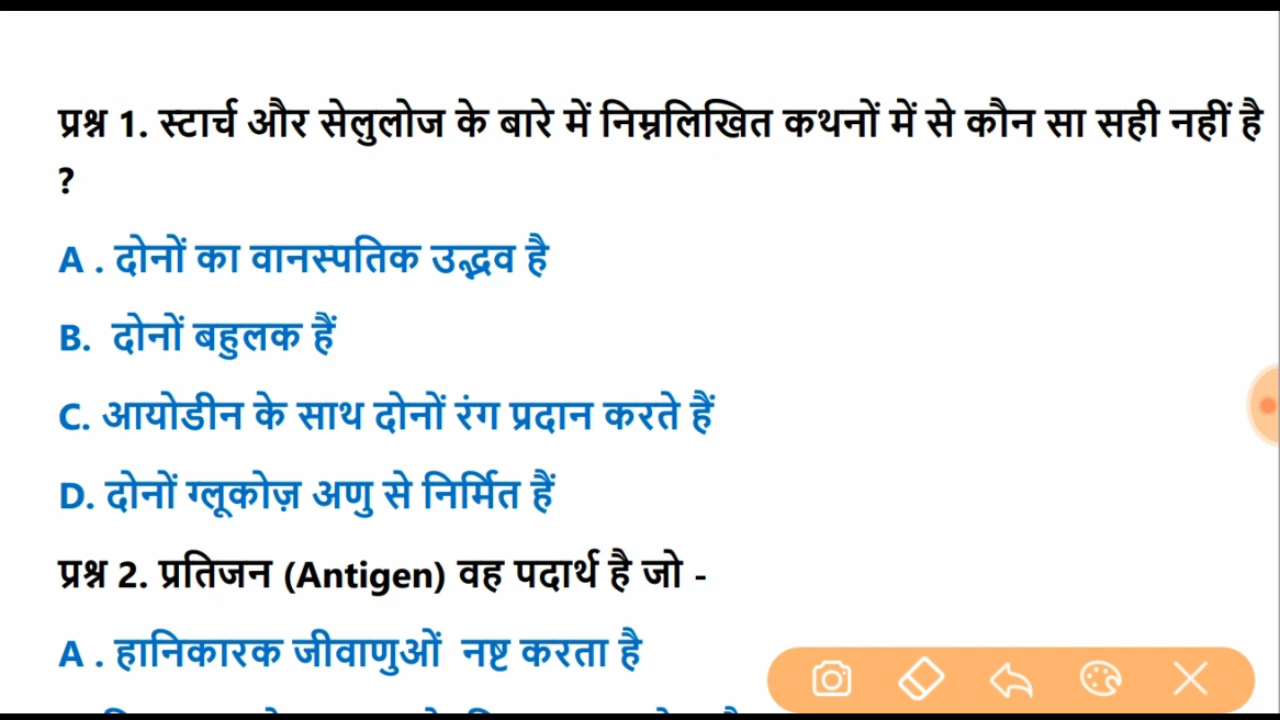 प्रश्न 1. स्टार्च और सेलुलोज के बारे में निम्नलिखित कथनों में से कौन सा सही नहीं है
?
A . दोनों का वानस्पतिक उद्भव है
B. दोनों बहुलक हैं
C. आयोडीन के साथ दोनों रंग प्रदान करते हैं
D. दोनों ग्लूकोज़ अणु से निर्मित हैं
प्रश्न 2. प्रतिजन (Antigen) वह पदार्थ है जो -
A . हानिकारक जीवाणुओं नष्ट करता है